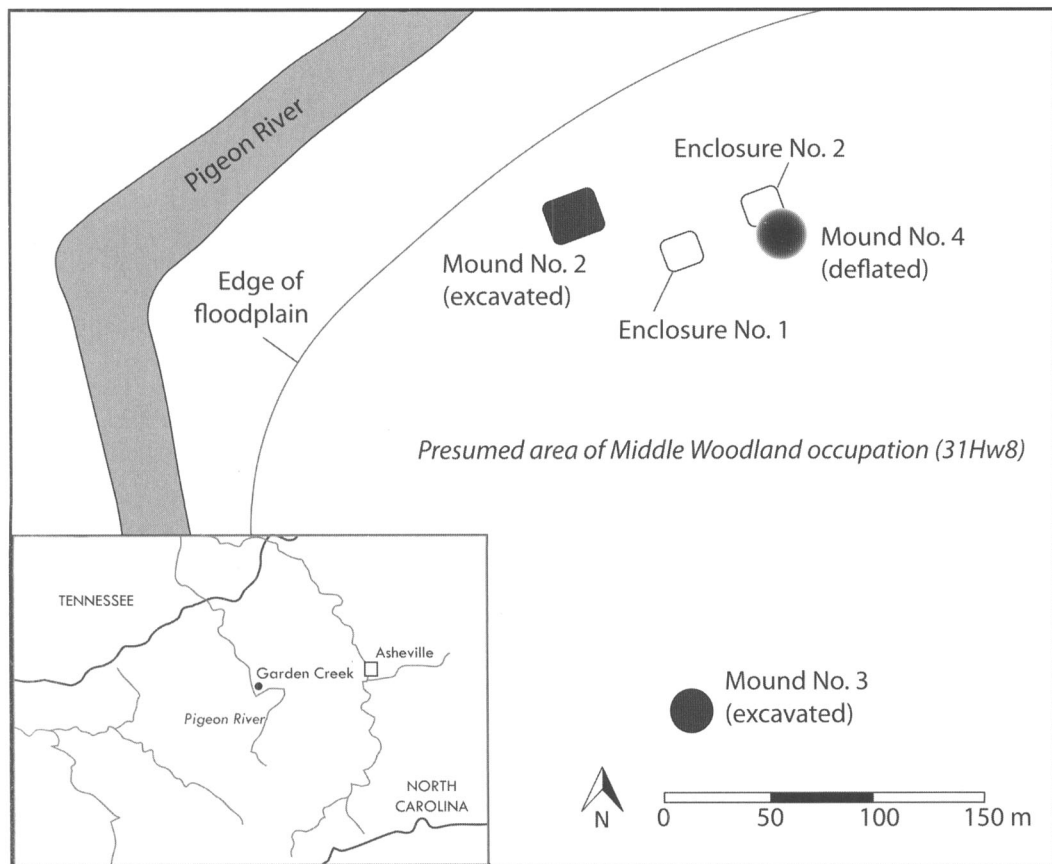 Pigeon River
Enclosure No. 2
Mound No. 2
(excavated)
Mound No. 4
(deflated)
Edge of
floodplain
Enclosure No. 1
Presumed area of Middle Woodland occupation (31Hw8)
TENNESSEE
Asheville
Garden Creek
Pigeon River
NORTH
CAROLINA
Mound No. 3
(excavated)
N
0 50 100 150 m